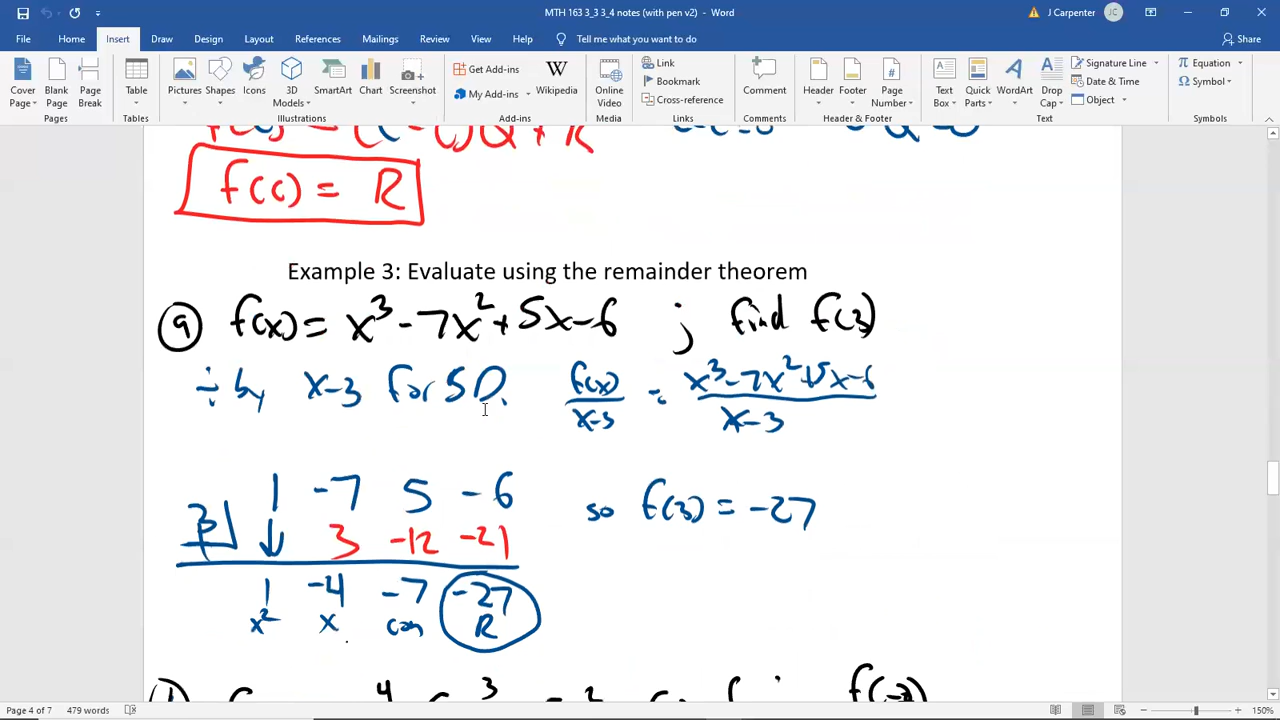 MTH 163 3_3 3_4 notes (with pen v2)
J Carpenter JC
File Home Insert Draw Design Layout References Mailings Review View Help Tell me what you want to do Share
Cover Page Blank Page Page Break
Pages
Table
Tables
Pictures Shapes Icons 3D Models SmartArt Chart Screenshot
Illustrations
Get Add-ins
My Add-ins
Wikipedia
Add-ins
Online Video
Media
Link
Bookmark
Cross-reference
Links
Comment
Comments
Header Footer Page Number
Header & Footer
Text Box Quick Parts WordArt Drop Cap
Signature Line
Date & Time
Object
Text
Equation
Symbol
Symbols
f(c) = R
Example 3: Evaluate using the remainder theorem
a f(x) = x³ - 7x² + 5x - 6 ; find f(3)
÷ by x-3 for SD. f(x)/x-3 = x³-7x²+5x-6/x-3
3 1 -7 5 -6
3 -12 -21
so f(3) = -27
1 -4 -7 -27
x² x con R
Page 4 of 7 479 words
150%